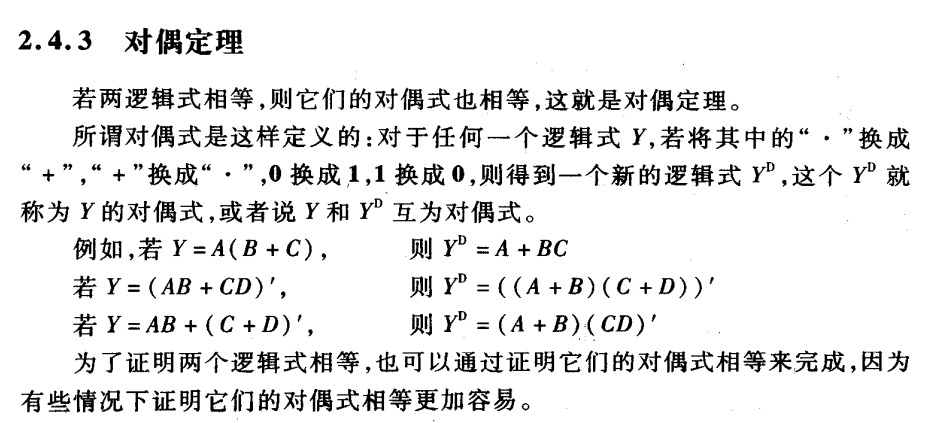 2.4.3 对偶定理
若两逻辑式相等,则它们的对偶式也相等,这就是对偶定理。
所谓对偶式是这样定义的:对于任何一个逻辑式 Y,若将其中的“·”换成
“+”,“+”换成“·”,0 换成 1,1 换成 0,则得到一个新的逻辑式 Yᴰ,这个 Yᴰ 就
称为 Y 的对偶式,或者说 Y 和 Yᴰ 互为对偶式。
例如,若 Y=A(B+C), 则 Yᴰ=A+BC
若 Y=(AB+CD)′, 则 Yᴰ=((A+B)(C+D))′
若 Y=AB+(C+D)′, 则 Yᴰ=(A+B)(CD)′
为了证明两个逻辑式相等,也可以通过证明它们的对偶式相等来完成,因为
有些情况下证明它们的对偶式相等更加容易。